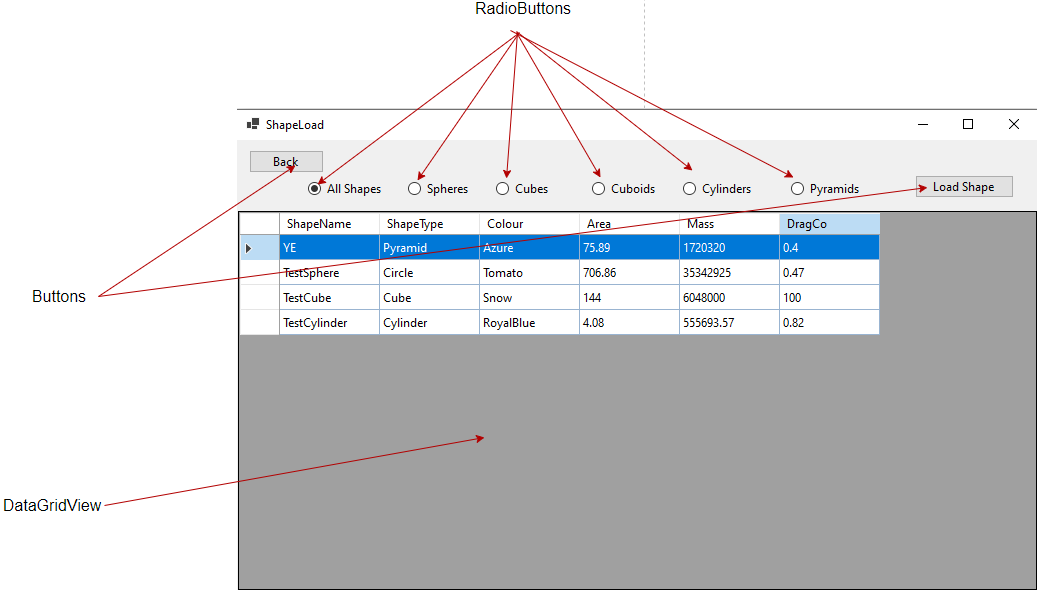 RadioButtons
ShapeLoad
Back
All Shapes Spheres Cubes Cuboids Cylinders Pyramids Load Shape
ShapeName ShapeType Colour Area Mass DragCo
YE Pyramid Azure 75.89 1720320 0.4
TestSphere Circle Tomato 706.86 35342925 0.47
Buttons
TestCube Cube Snow 144 6048000 100
TestCylinder Cylinder RoyalBlue 4.08 555693.57 0.82
DataGridView